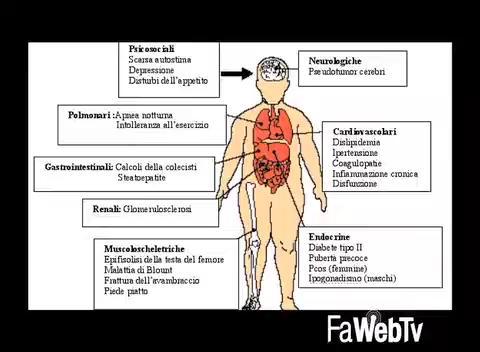 Psicosociali
Scarsa autostima
Depressione
Disturbi dell'appetito
Neurologiche
Pseudotumor cerebri
Polmonari :Apnea notturna
Intolleranza all'esercizio
Cardiovascolari
Dislipidemia
Ipertensione
Coagulopatie
Infiammazione cronica
Disfunzione
Gastrointestinali: Calcoli della colecisti
Steatoepatite
Renali: Glomerulosclerosi
Muscoloscheletriche
Epifisolisi della testa del femore
Malattia di Blount
Frattura dell'avambraccio
Piede piatto
Endocrine
Diabete tipo II
Pubertà precoce
Pcos (femmine)
Ipogonadismo (maschi)
FaWebTv